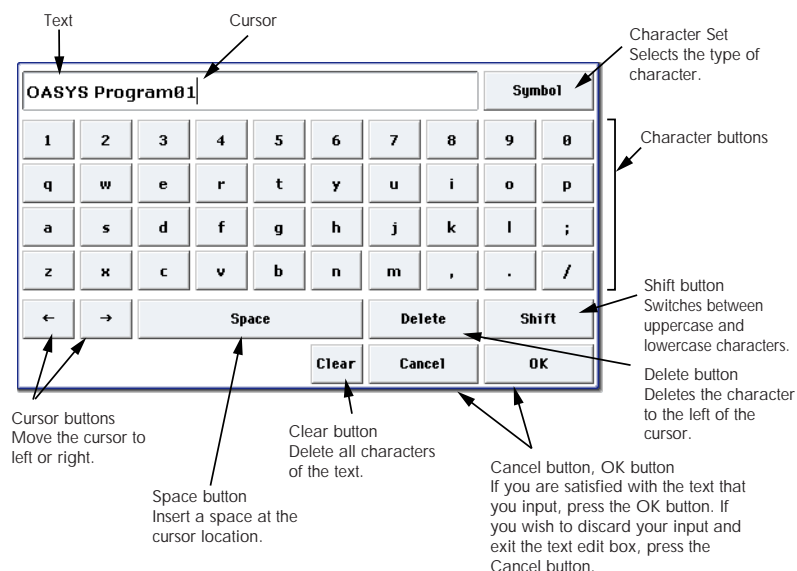 Text
Cursor
Character Set
Selects the type of
character.
OASYS Program01
Symbol
Character buttons
1 2 3 4 5 6 7 8 9 0
q w e r t y u i o p
a s d f g h j k l ;
z x c v b n m , . /
Shift button
Switches between
uppercase and
lowercase characters.
← → Space Delete Shift
Clear Cancel OK
Delete button
Deletes the character
to the left of the
cursor.
Cursor buttons
Move the cursor to
left or right.
Clear button
Delete all characters
of the text.
Space button
Insert a space at the
cursor location.
Cancel button, OK button
If you are satisfied with the text that
you input, press the OK button. If
you wish to discard your input and
exit the text edit box, press the
Cancel button.